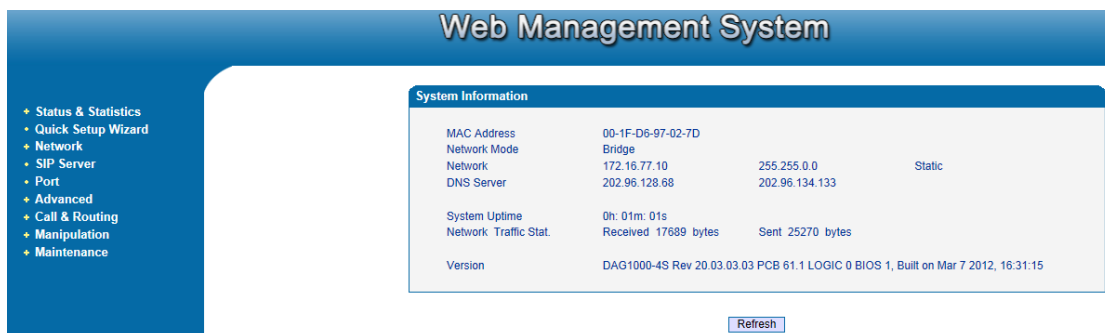 Web Management System
Status & Statistics
Quick Setup Wizard
Network
SIP Server
Port
Advanced
Call & Routing
Manipulation
Maintenance
System Information
MAC Address 00-1F-D6-97-02-7D
Network Mode Bridge
Network 172.16.77.10 255.255.0.0 Static
DNS Server 202.96.128.68 202.96.134.133
System Uptime 0h: 01m: 01s
Network Traffic Stat. Received 17689 bytes Sent 25270 bytes
Version DAG1000-4S Rev 20.03.03.03 PCB 61.1 LOGIC 0 BIOS 1, Built on Mar 7 2012, 16:31:15
Refresh